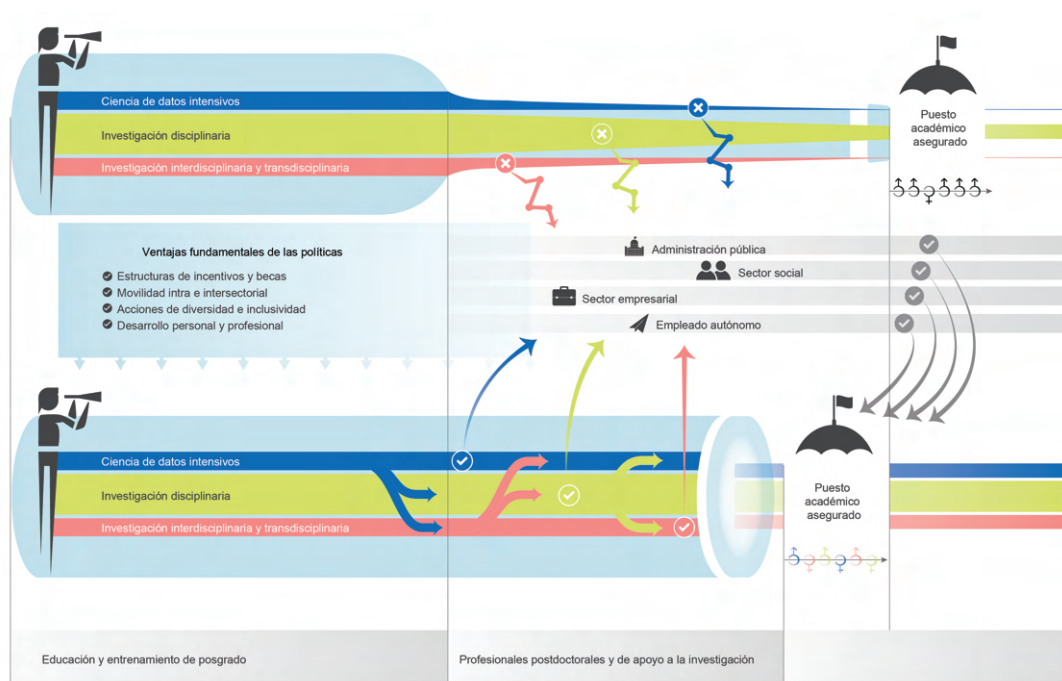 Ciencia de datos intensivos
Investigación disciplinaria
Investigación interdisciplinaria y transdisciplinaria
Puesto
académico
asegurado
Ventajas fundamentales de las políticas
Estructuras de incentivos y becas
Movilidad intra e intersectorial
Acciones de diversidad e inclusividad
Desarrollo personal y profesional
Administración pública
Sector social
Sector empresarial
Empleado autónomo
Ciencia de datos intensivos
Investigación disciplinaria
Investigación interdisciplinaria y transdisciplinaria
Puesto
académico
asegurado
Educación y entrenamiento de posgrado
Profesionales postdoctorales y de apoyo a la investigación